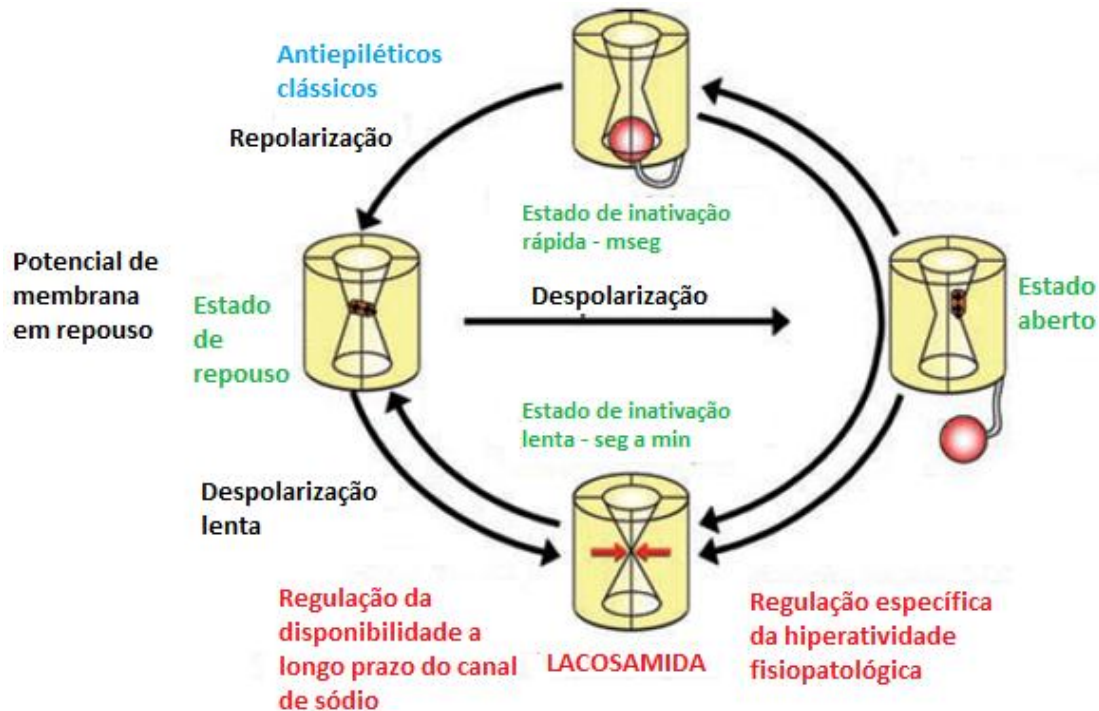 Antiepiléticos
clássicos
Repolarização
Estado de inativação
rápida - mseg
Potencial de
membrana
em repouso
Estado
de
repouso
Despolarização
Estado
aberto
Estado de inativação
lenta - seg a min
Despolarização
lenta
Regulação da
disponibilidade a
longo prazo do canal
de sódio
LACOSAMIDA
Regulação específica
da hiperatividade
fisiopatológica